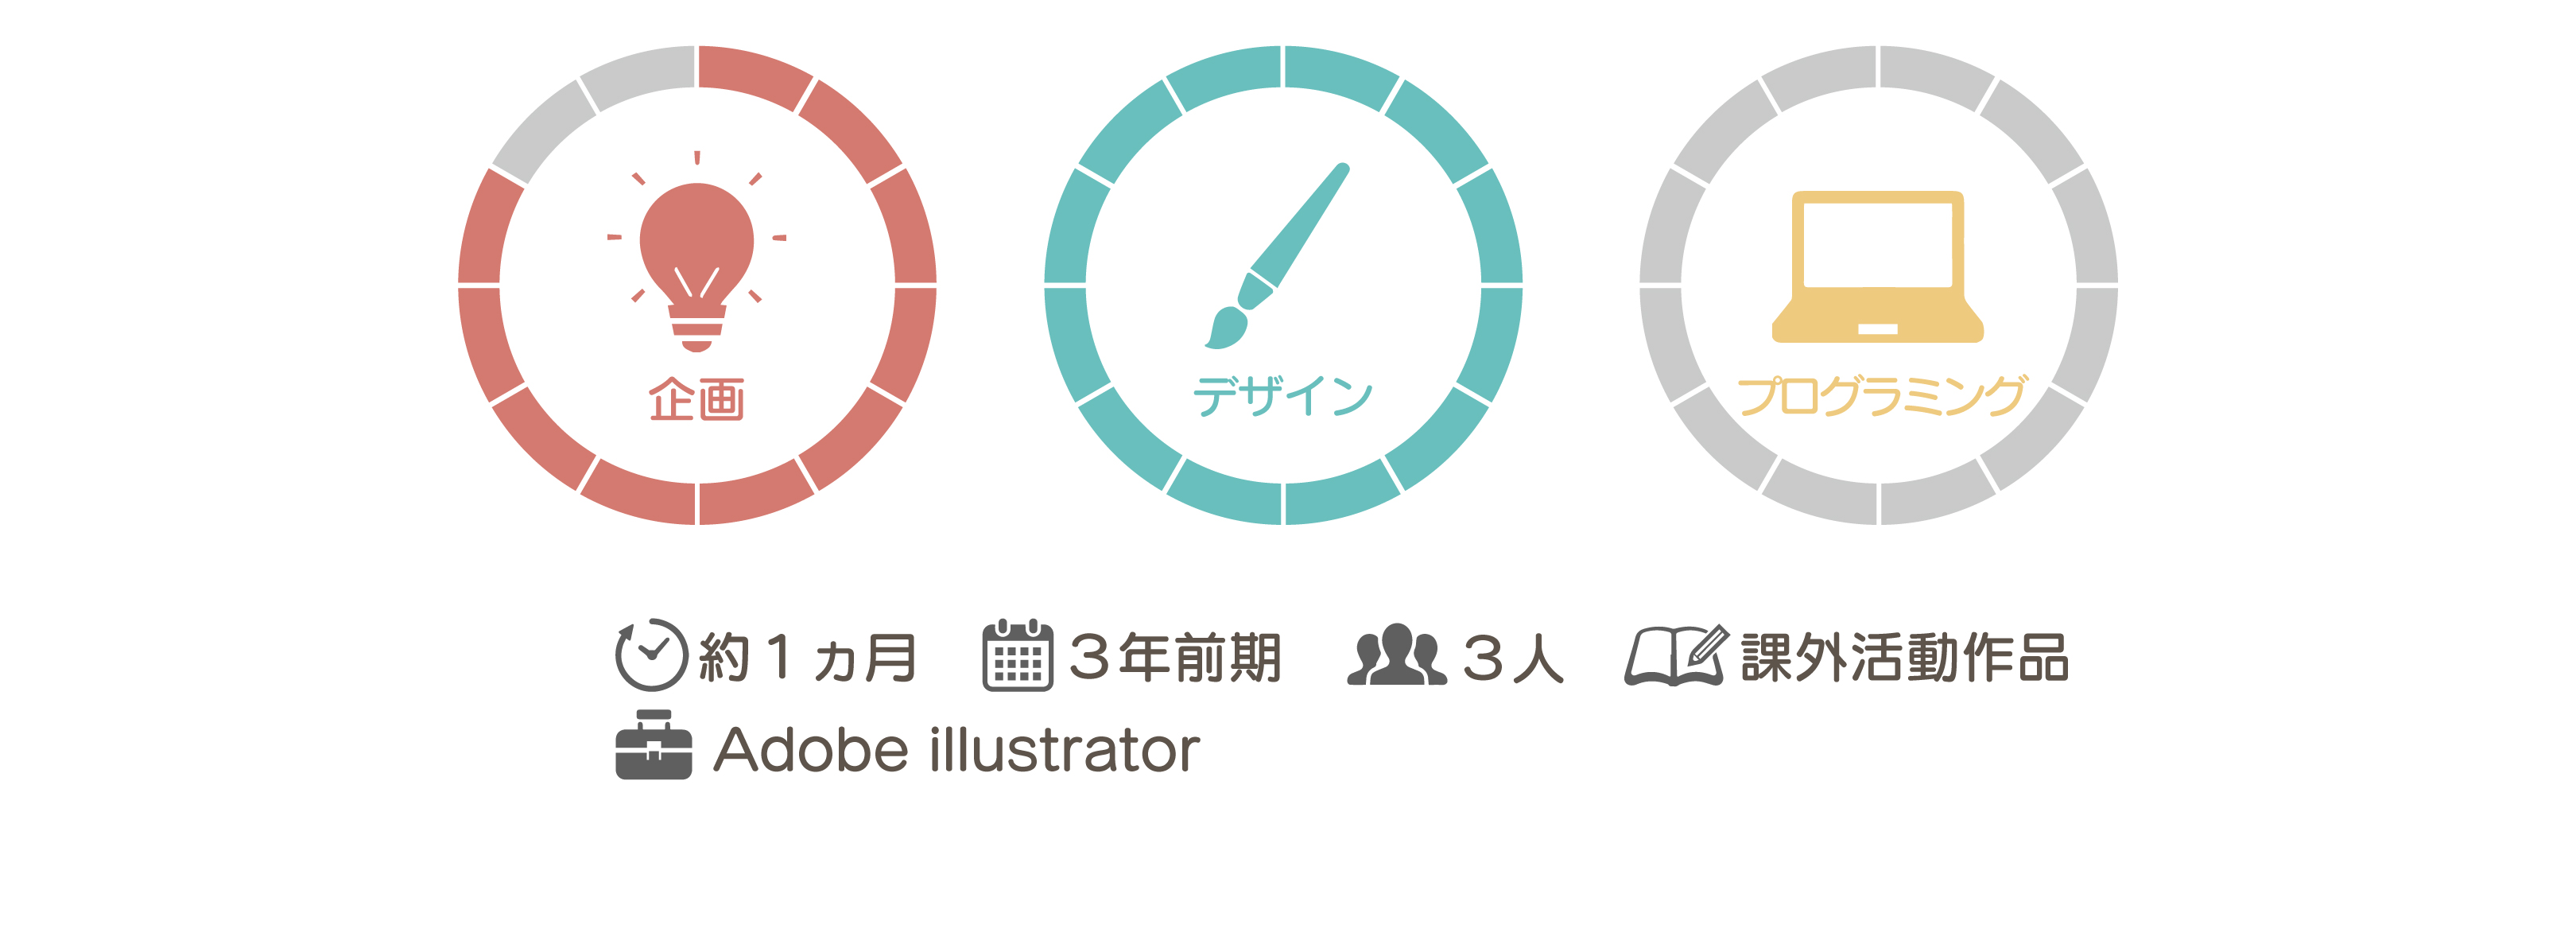 企画
デザイン
プログラミング
約１ヵ月 ３年前期 ３人 課外活動作品
Adobe illustrator